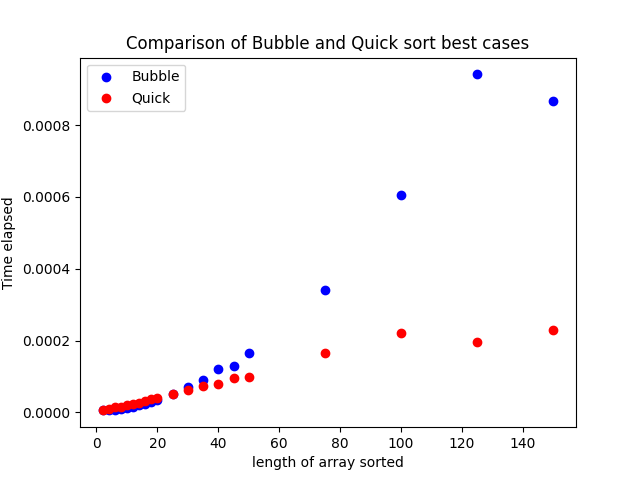 Comparison of Bubble and Quick sort best cases
Bubble
Quick
Time elapsed
0.0008
0.0006
0.0004
0.0002
0.0000
0 20 40 60 80 100 120 140
length of array sorted